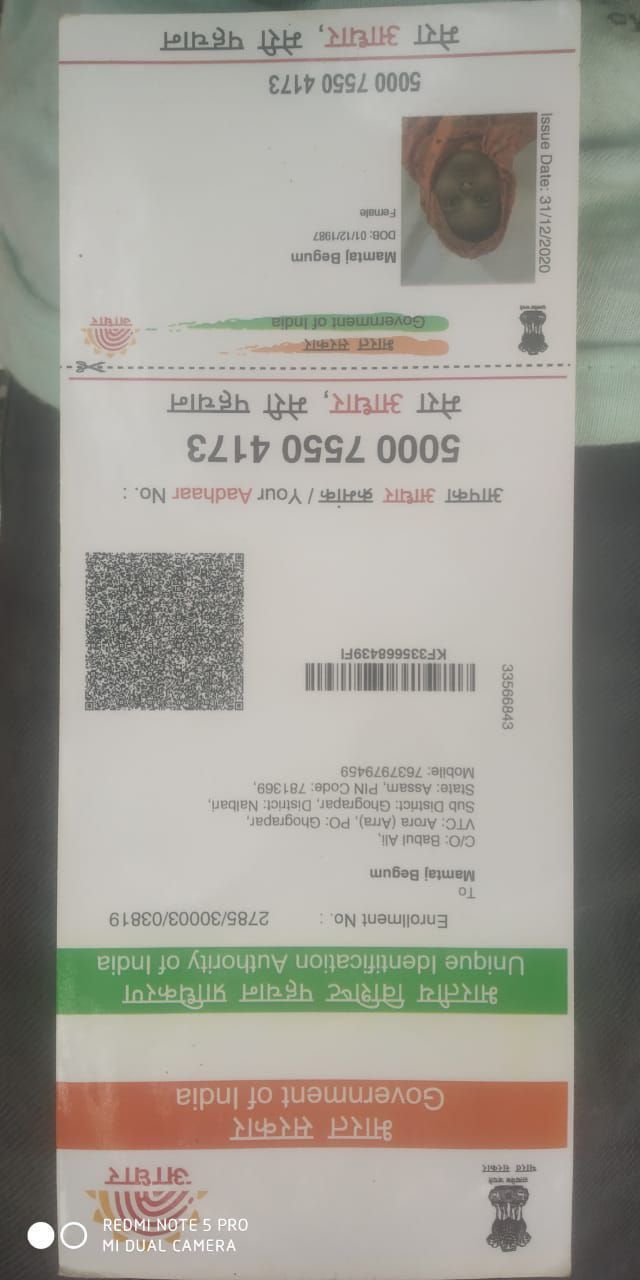 भारत सरकार
आधार
भारत सरकार
Government of India
भारतीय विशिष्ट पहचान प्राधिकरण
Unique Identification Authority of India
Enrollment No. : 2785/30003/03819
To
Mamtaj Begum
C/O: Babul Ali,
VTC: Arora (Arra), PO: Ghograpar,
Sub District: Ghograpar, District: Nalbari,
State: Assam, PIN Code: 781369,
Mobile: 7637979459
33566843
KF335668439FI
आपका आधार क्रमांक / Your Aadhaar No. :
5000 7550 4173
मेरा आधार, मेरी पहचान
भारत सरकार
Government of India
आधार
Mamtaj Begum
DOB: 01/12/1987
Female
Issue Date: 31/12/2020
5000 7550 4173
मेरा आधार, मेरी पहचान
REDMI NOTE 5 PRO
MI DUAL CAMERA